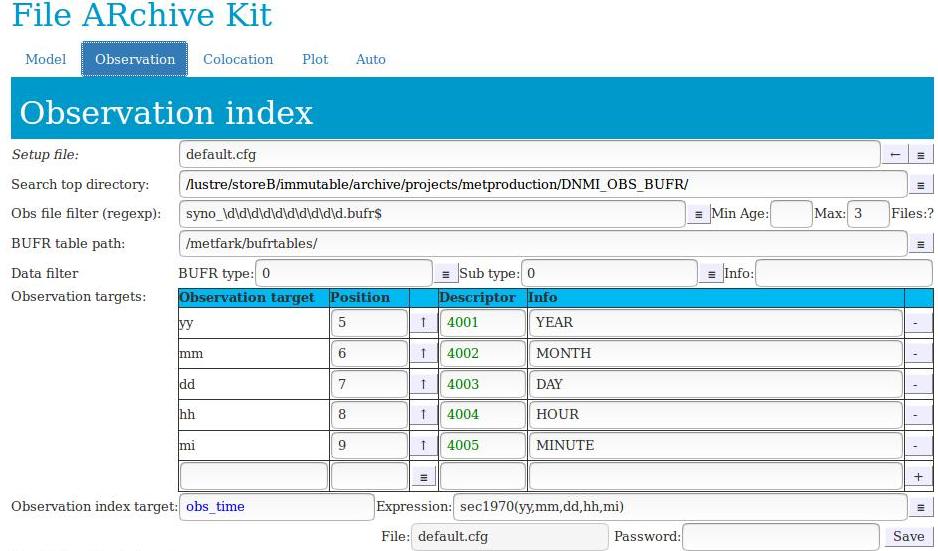 File ARchive Kit
Model Observation Colocation Plot Auto
Observation index
Setup file: default.cfg ← ≡
Search top directory: /lustre/storeB/immutable/archive/projects/metproduction/DNMI_OBS_BUFR/ ≡
Obs file filter (regexp): syno_\d\d\d\d\d\d\d\d\d\d.bufr$ ≡ Min Age: Max: 3 Files:?
BUFR table path: /metfark/bufrtables/ ≡
Data filter BUFR type: 0 ≡ Sub type: 0 ≡ Info:
Observation targets: Observation target Position Descriptor Info
yy 5 ↑ 4001 YEAR -
mm 6 ↑ 4002 MONTH -
dd 7 ↑ 4003 DAY -
hh 8 ↑ 4004 HOUR -
mi 9 ↑ 4005 MINUTE -
≡ +
Observation index target: obs_time Expression: sec1970(yy,mm,dd,hh,mi) ≡
File: default.cfg Password: Save